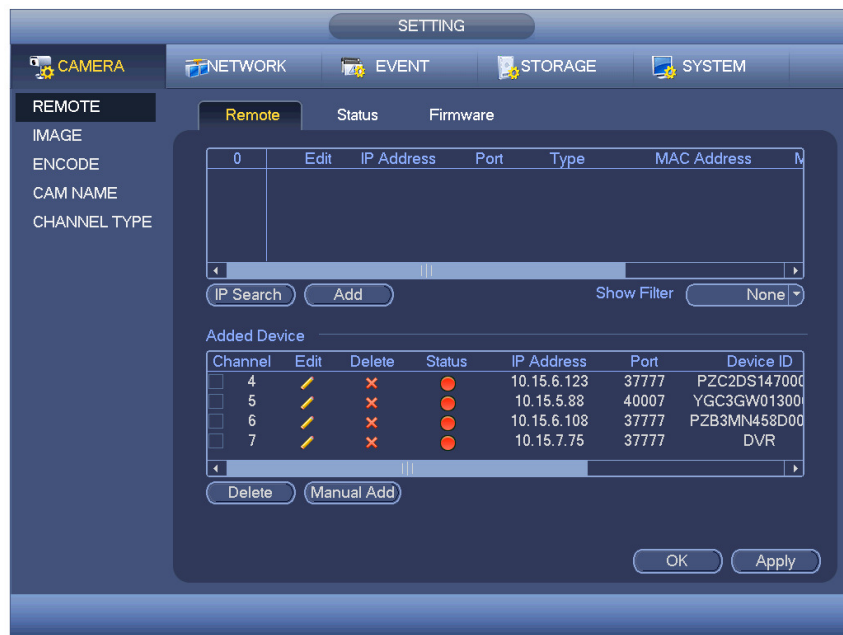 SETTING
CAMERA NETWORK EVENT STORAGE SYSTEM
REMOTE
IMAGE
ENCODE
CAM NAME
CHANNEL TYPE
Remote Status Firmware
0 Edit IP Address Port Type MAC Address
IP Search Add Show Filter None
Added Device
Channel Edit Delete Status IP Address Port Device ID
4 10.15.6.123 37777 PZC2DS147000
5 10.15.5.88 40007 YGC3GW01300
6 10.15.6.108 37777 PZB3MN458D00
7 10.15.7.75 37777 DVR
Delete Manual Add
OK Apply